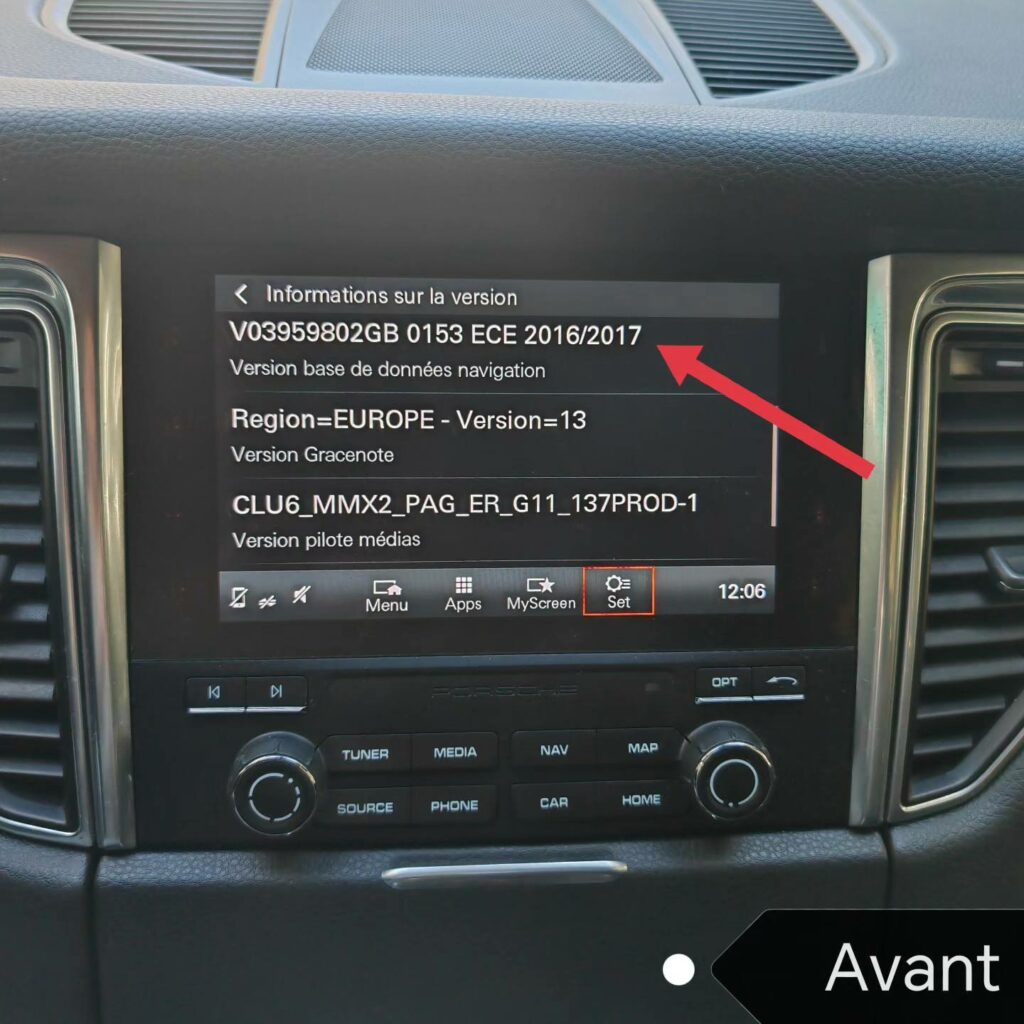 Informations sur la version
V03959802GB 0153 ECE 2016/2017
Version base de données navigation
Region=EUROPE - Version=13
Version Gracenote
CLU6_MMX2_PAG_ER_G11_137PROD-1
Version pilote médias
Menu
Apps
MyScreen
Set
12:06
PORSCHE
OPT
TUNER
MEDIA
NAV
MAP
SOURCE
PHONE
CAR
HOME
Avant